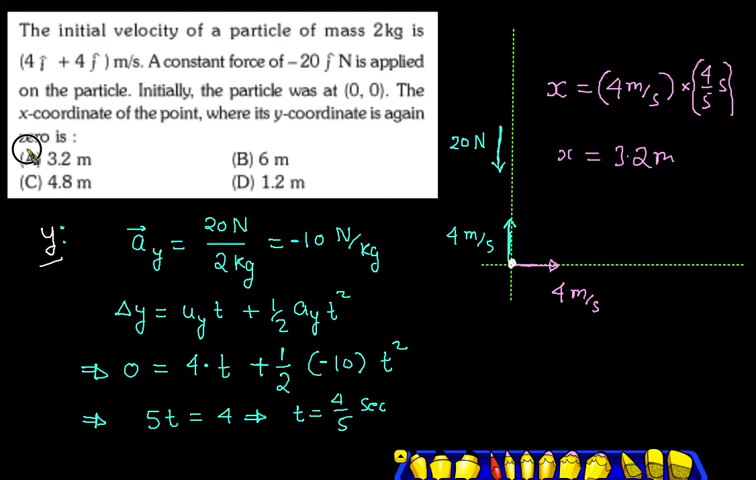 The initial velocity of a particle of mass 2kg is
(4 î + 4 ĵ ) m/s. A constant force of – 20 ĵ N is applied
on the particle. Initially, the particle was at (0, 0). The
x-coordinate of the point, where its y-coordinate is again
zero is :
(A) 3.2 m (B) 6 m
(C) 4.8 m (D) 1.2 m
x = (4 m/s) × {4/5 s}
x = 3.2 m
20 N
4 m/s
4 m/s
y:
a⃗y = 20 N / 2 kg = -10 N/kg
Δy = uy t + 1/2 ay t²
⇒ 0 = 4 · t + 1/2 (-10) t²
⇒ 5t = 4 ⇒ t = 4/5 sec